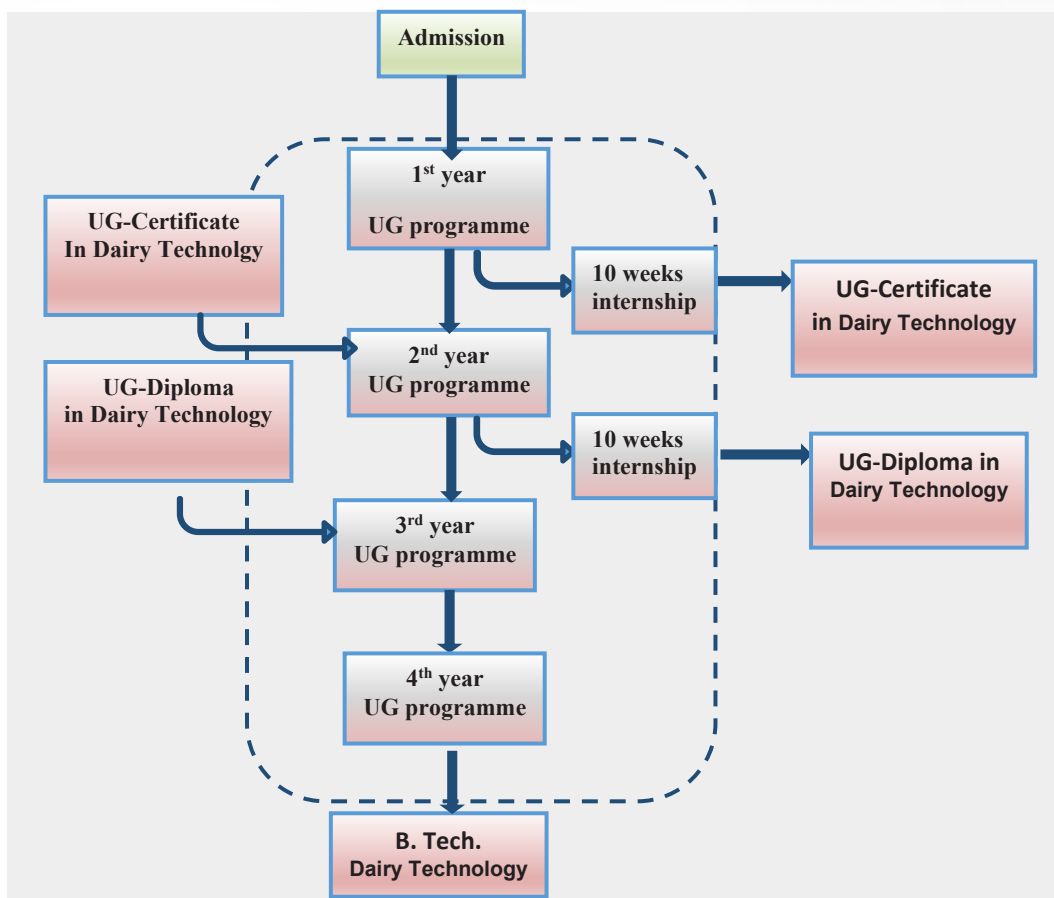 Admission
1st year
UG programme
UG-Certificate
In Dairy Technolgy
10 weeks
internship
UG-Certificate
in Dairy Technology
2nd year
UG programme
UG-Diploma
in Dairy Technology
10 weeks
internship
UG-Diploma in
Dairy Technology
3rd year
UG programme
4th year
UG programme
B. Tech.
Dairy Technology